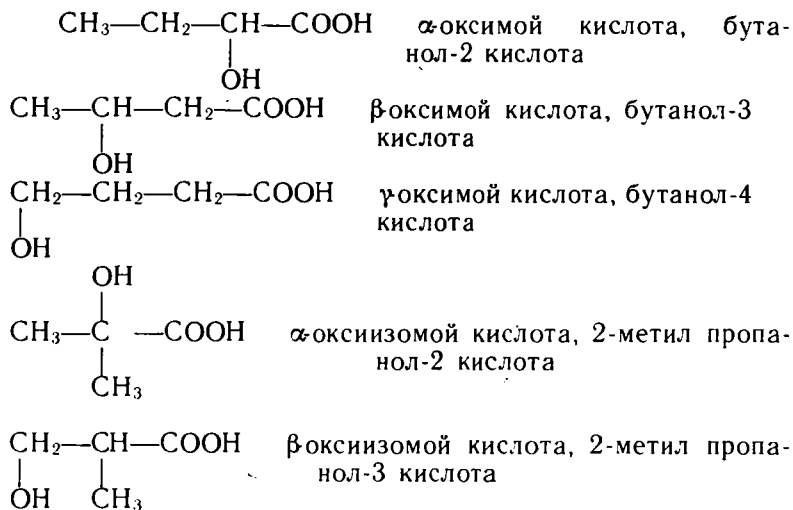 CH₃—CH₂—CH—COOH α-оксимой кислота, бута-
| нол-2 кислота
OH
CH₃—CH—CH₂—COOH β-оксимой кислота, бутанол-3
| кислота
OH
CH₂—CH₂—CH₂—COOH γ-оксимой кислота, бутанол-4
| кислота
OH
OH
|
CH₃—C —COOH α-оксиизомой кислота, 2-метил пропа-
| нол-2 кислота
CH₃
CH₂—CH—COOH β-оксиизомой кислота, 2-метил пропа-
| | нол-3 кислота
OH CH₃